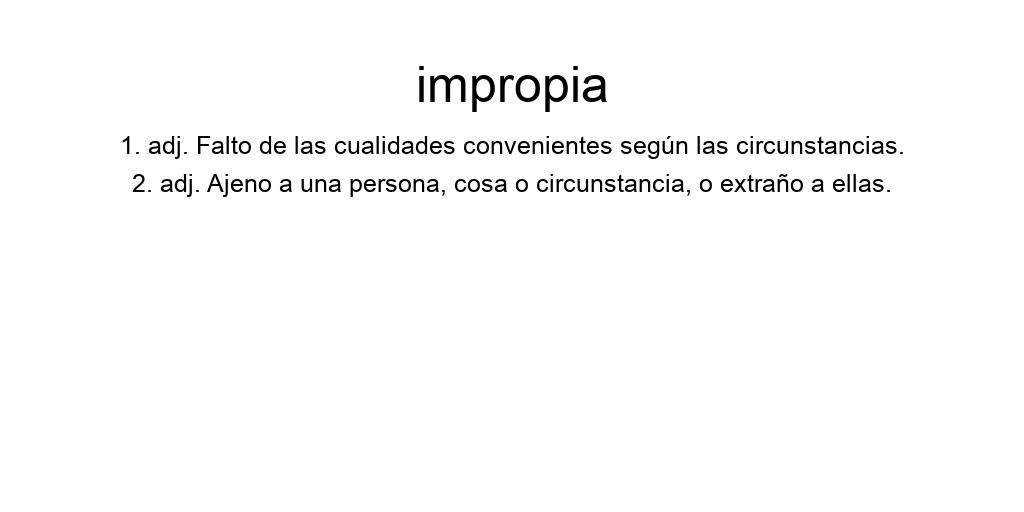 impropia
1. adj. Falto de las cualidades convenientes según las circunstancias.
2. adj. Ajeno a una persona, cosa o circunstancia, o extraño a ellas.